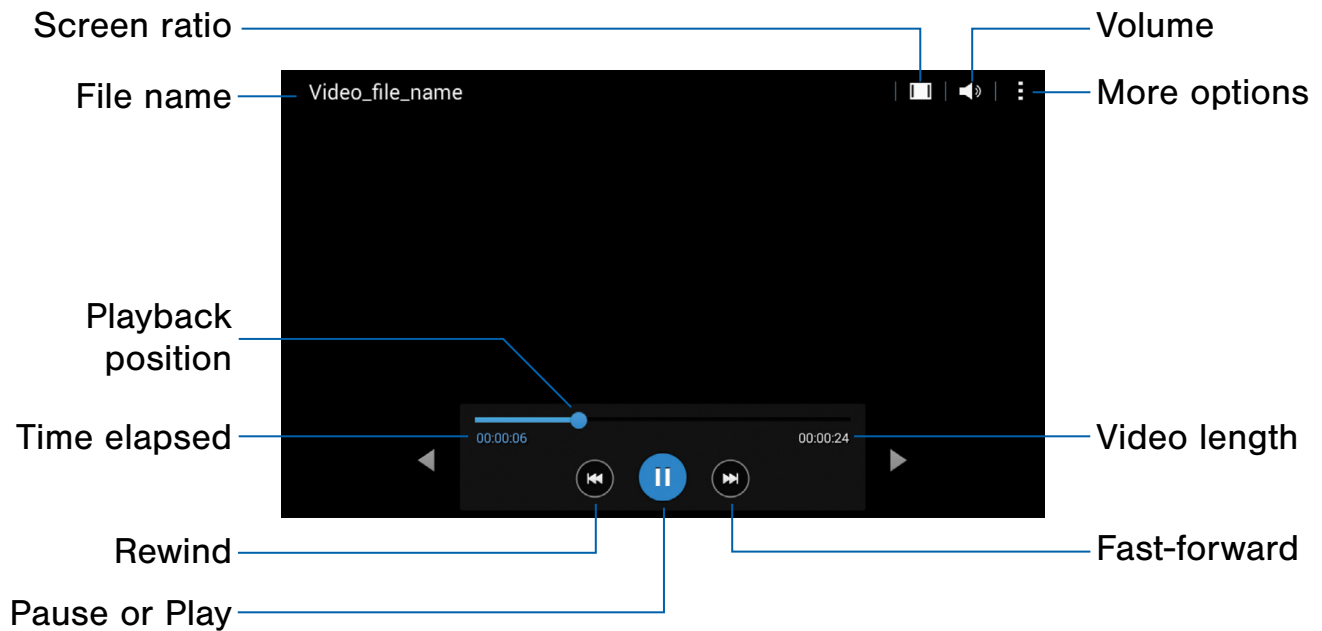 Screen ratio
Volume
File name
Video_file_name
More options
Playback
position
Time elapsed
00:00:06
00:00:24
Video length
Rewind
Fast-forward
Pause or Play